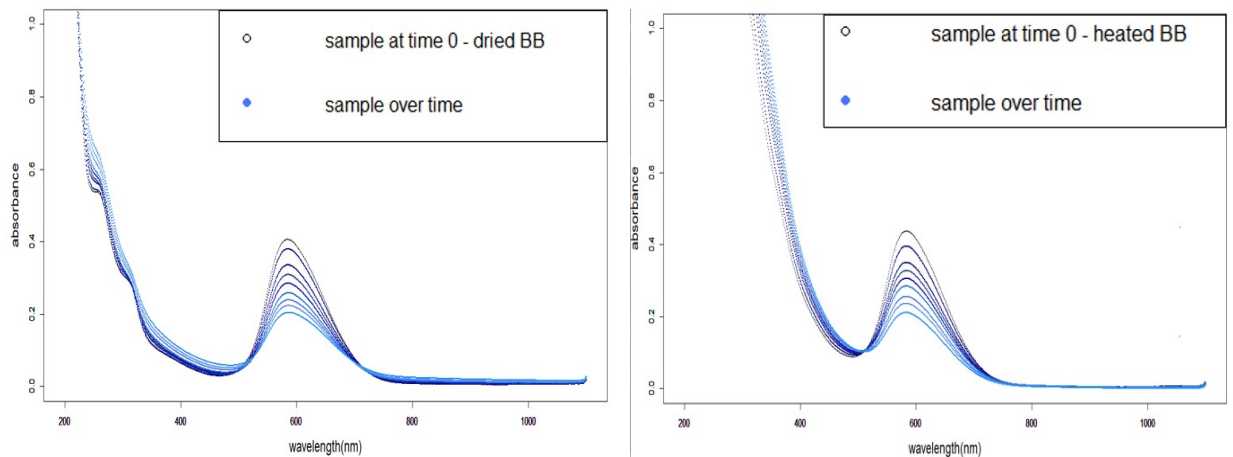 sample at time 0 - dried BB
sample over time
absorbance
1.0
0.8
0.6
0.4
0.2
0.0
200 400 600 800 1000
wavelength(nm)
sample at time 0 - heated BB
sample over time
absorbance
1.0
0.8
0.6
0.4
0.2
0.0
200 400 600 800 1000
wavelength(nm)